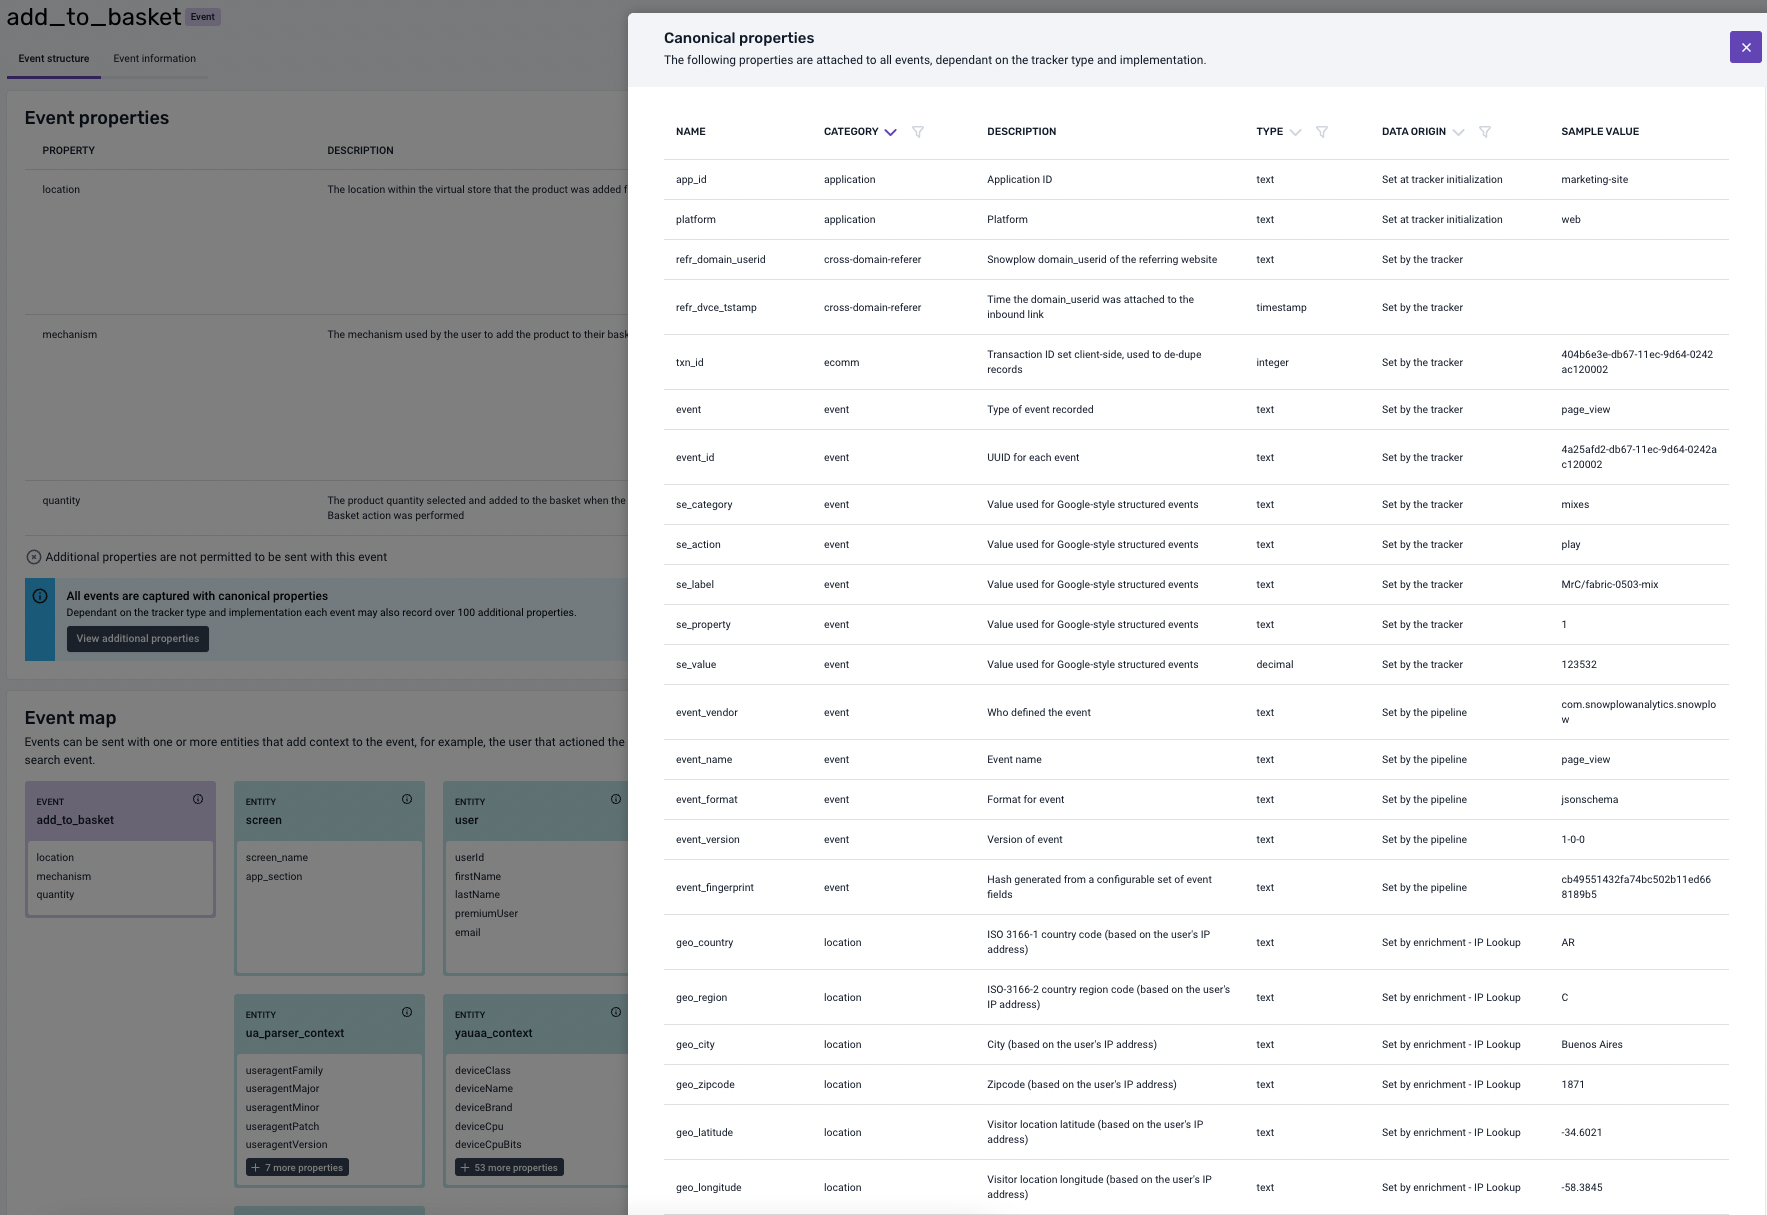 add_to_basket Event
Event structure Event information
Event properties
PROPERTY DESCRIPTION
location The location within the virtual store that the product was added f
mechanism The mechanism used by the user to add the product to their bask
quantity The product quantity selected and added to the basket when the
Basket action was performed
Additional properties are not permitted to be sent with this event
All events are captured with canonical properties
Dependant on the tracker type and implementation each event may also record over 100 additional properties.
View additional properties
Event map
Events can be sent with one or more entities that add context to the event, for example, the user that actioned the
search event.
EVENT
add_to_basket
location
mechanism
quantity
ENTITY
screen
screen_name
app_section
ENTITY
user
userId
firstName
lastName
premiumUser
email
ENTITY
ua_parser_context
useragentFamily
useragentMajor
useragentMinor
useragentPatch
useragentVersion
+ 7 more properties
ENTITY
yauaa_context
deviceClass
deviceName
deviceBrand
deviceCpu
deviceCpuBits
+ 53 more properties
Canonical properties
The following properties are attached to all events, dependant on the tracker type and implementation.
NAME CATEGORY DESCRIPTION TYPE DATA ORIGIN SAMPLE VALUE
app_id application Application ID text Set at tracker initialization marketing-site
platform application Platform text Set at tracker initialization web
refr_domain_userid cross-domain-referer Snowplow domain_userid of the referring website text Set by the tracker
refr_dvce_tstamp cross-domain-referer Time the domain_userid was attached to the
inbound link timestamp Set by the tracker
txn_id ecomm Transaction ID set client-side, used to de-dupe
records integer Set by the tracker 404b6e3e-db67-11ec-9d64-0242
ac120002
event event Type of event recorded text Set by the tracker page_view
event_id event UUID for each event text Set by the tracker 4a25afd2-db67-11ec-9d64-0242a
c120002
se_category event Value used for Google-style structured events text Set by the tracker mixes
se_action event Value used for Google-style structured events text Set by the tracker play
se_label event Value used for Google-style structured events text Set by the tracker MrC/fabric-0503-mix
se_property event Value used for Google-style structured events text Set by the tracker 1
se_value event Value used for Google-style structured events decimal Set by the tracker 123532
event_vendor event Who defined the event text Set by the pipeline com.snowplowanalytics.snowplo
w
event_name event Event name text Set by the pipeline page_view
event_format event Format for event text Set by the pipeline jsonschema
event_version event Version of event text Set by the pipeline 1-0-0
event_fingerprint event Hash generated from a configurable set of event
fields text Set by the pipeline cb49551432fa74bc502b11ed66
8189b5
geo_country location ISO 3166-1 country code (based on the user's IP
address) text Set by enrichment - IP Lookup AR
geo_region location ISO-3166-2 country region code (based on the user's
IP address) text Set by enrichment - IP Lookup C
geo_city location City (based on the user's IP address) text Set by enrichment - IP Lookup Buenos Aires
geo_zipcode location Zipcode (based on the user's IP address) text Set by enrichment - IP Lookup 1871
geo_latitude location Visitor location latitude (based on the user's IP
address) text Set by enrichment - IP Lookup -34.6021
geo_longitude location Visitor location longitude (based on the user's IP
address) text Set by enrichment - IP Lookup -58.3845